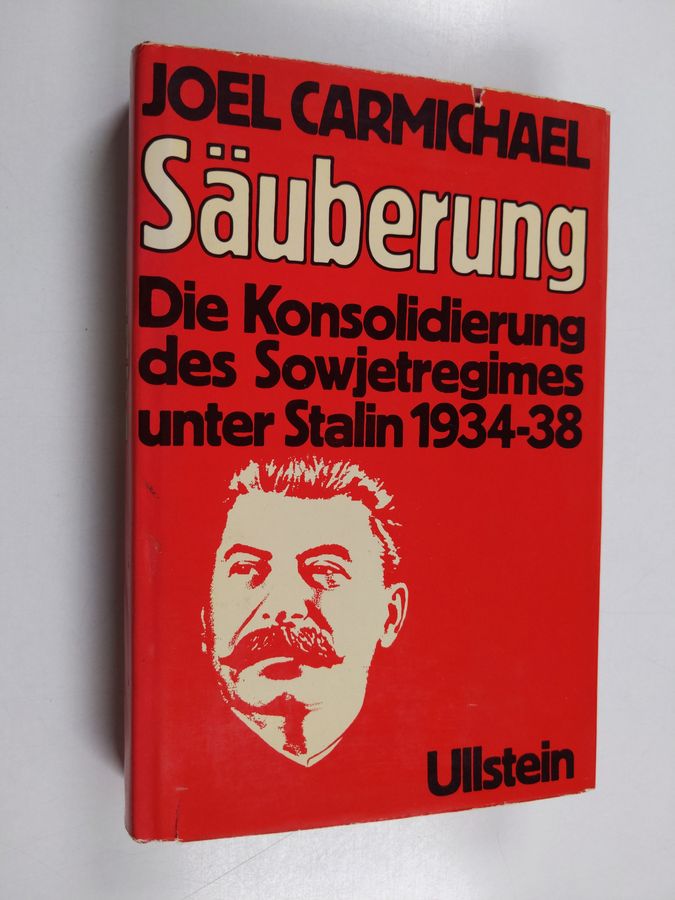 JOEL CARMICHAEL
Säuberung
Die Konsolidierung
des Sowjetregimes
unter Stalin 1934-38
Ullstein